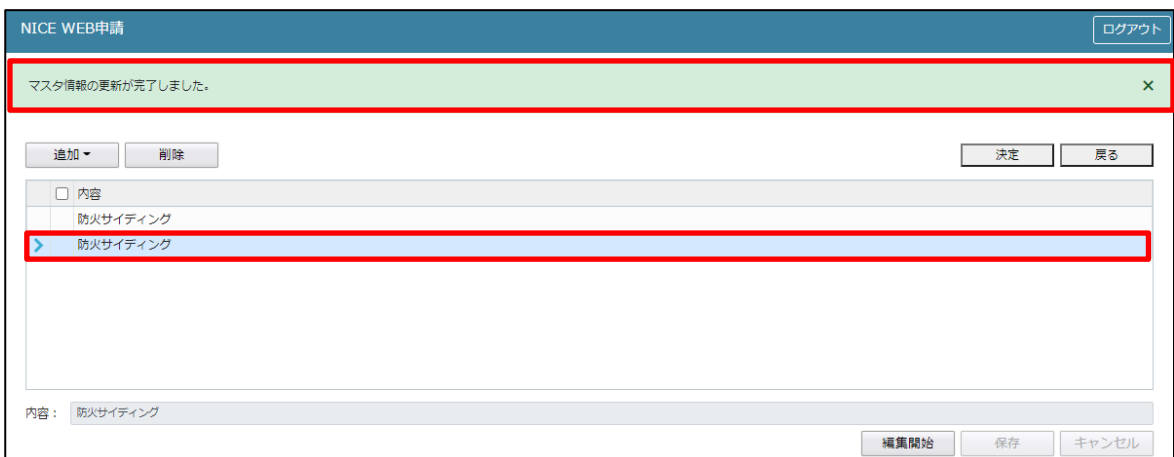 NICE WEB申請 ログアウト
マスタ情報の更新が完了しました。 ×
追加 削除 決定 戻る
内容
防火サイディング
防火サイディング
内容： 防火サイディング
編集開始 保存 キャンセル